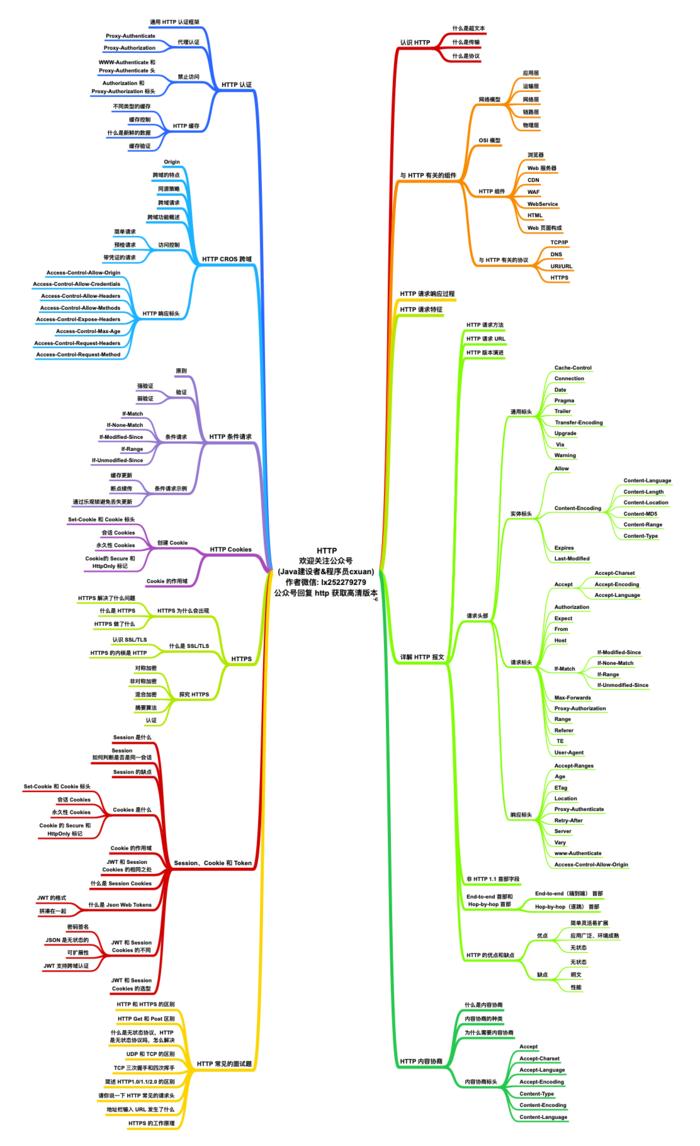 HTTP
欢迎关注公众号
(Java建设者&程序员cxuan)
作者微信: lx252279279
公众号回复 http 获取高清版本
认识 HTTP
什么是超文本
什么是传输
什么是协议
与 HTTP 有关的组件
网络模型
应用层
运输层
网络层
链路层
物理层
OSI 模型
HTTP 组件
浏览器
Web 服务器
CDN
WAF
WebService
HTML
Web 页面构成
与 HTTP 有关的协议
TCP/IP
DNS
URI/URL
HTTPS
HTTP 请求响应过程
HTTP 请求特征
详解 HTTP 报文
HTTP 请求方法
HTTP 请求 URL
HTTP 版本演进
请求头部
通用标头
Cache-Control
Connection
Date
Pragma
Trailer
Transfer-Encoding
Upgrade
Via
Warning
实体标头
Allow
Content-Encoding
Content-Language
Content-Length
Content-Location
Content-MD5
Content-Range
Content-Type
Expires
Last-Modified
请求标头
Accept
Accept-Charset
Accept-Encoding
Accept-Language
Authorization
Expect
From
Host
If-Match
If-Modified-Since
If-None-Match
If-Range
If-Unmodified-Since
Max-Forwards
Proxy-Authorization
Range
Referer
TE
User-Agent
响应标头
Accept-Ranges
Age
ETag
Location
Proxy-Authenticate
Retry-After
Server
Vary
www-Authenticate
Access-Control-Allow-Origin
非 HTTP 1.1 首部字段
End-to-end 首部和
Hop-by-hop 首部
End-to-end（端到端） 首部
Hop-by-hop（逐跳） 首部
HTTP 的优点和缺点
优点
简单灵活易扩展
应用广泛、环境成熟
无状态
缺点
无状态
明文
性能
HTTP 内容协商
什么是内容协商
内容协商的种类
为什么需要内容协商
内容协商标头
Accept
Accept-Charset
Accept-Language
Accept-Encoding
Content-Type
Content-Encoding
Content-Language
HTTP 认证
通用 HTTP 认证框架
代理认证
Proxy-Authenticate
Proxy-Authorization
禁止访问
WWW-Authenticate 和
Proxy-Authenticate 头
Authorization 和
Proxy-Authorization 标头
HTTP 缓存
不同类型的缓存
缓存控制
什么是新鲜的数据
缓存验证
HTTP CROS 跨域
Origin
跨域的特点
同源策略
跨域请求
跨域功能概述
访问控制
简单请求
预检请求
带凭证的请求
HTTP 响应标头
Access-Control-Allow-Origin
Access-Control-Allow-Credentials
Access-Control-Allow-Headers
Access-Control-Allow-Methods
Access-Control-Expose-Headers
Access-Control-Max-Age
Access-Control-Request-Headers
Access-Control-Request-Method
HTTP 条件请求
原则
验证
强验证
弱验证
条件请求
If-Match
If-None-Match
If-Modified-Since
If-Range
If-Unmodified-Since
条件请求示例
缓存更新
断点续传
通过乐观锁避免丢失更新
HTTP Cookies
创建 Cookie
Set-Cookie 和 Cookie 标头
会话 Cookies
永久性 Cookies
Cookie的 Secure 和
HttpOnly 标记
Cookie 的作用域
HTTPS
HTTPS 为什么会出现
HTTPS 解决了什么问题
什么是 HTTPS
HTTPS 做了什么
什么是 SSL/TLS
认识 SSL/TLS
HTTPS 的内核是 HTTP
探究 HTTPS
对称加密
非对称加密
混合加密
摘要算法
认证
Session、Cookie 和 Token
Session 是什么
Session
如何判断是否是同一会话
Session 的缺点
Cookies 是什么
Set-Cookie 和 Cookie 标头
会话 Cookies
永久性 Cookies
Cookie 的 Secure 和
HttpOnly 标记
Cookie 的作用域
JWT 和 Session
Cookies 的相同之处
什么是 Session Cookies
什么是 Json Web Tokens
JWT 的格式
拼凑在一起
JWT 和 Session
Cookies 的不同
密码签名
JSON 是无状态的
可扩展性
JWT 支持跨域认证
JWT 和 Session
Cookies 的选型
HTTP 常见的面试题
HTTP 和 HTTPS 的区别
HTTP Get 和 Post 区别
什么是无状态协议，HTTP
是无状态协议吗，怎么解决
UDP 和 TCP 的区别
TCP 三次握手和四次挥手
简述 HTTP1.0/1.1/2.0 的区别
请你说一下 HTTP 常见的请求头
地址栏输入 URL 发生了什么
HTTPS 的工作原理